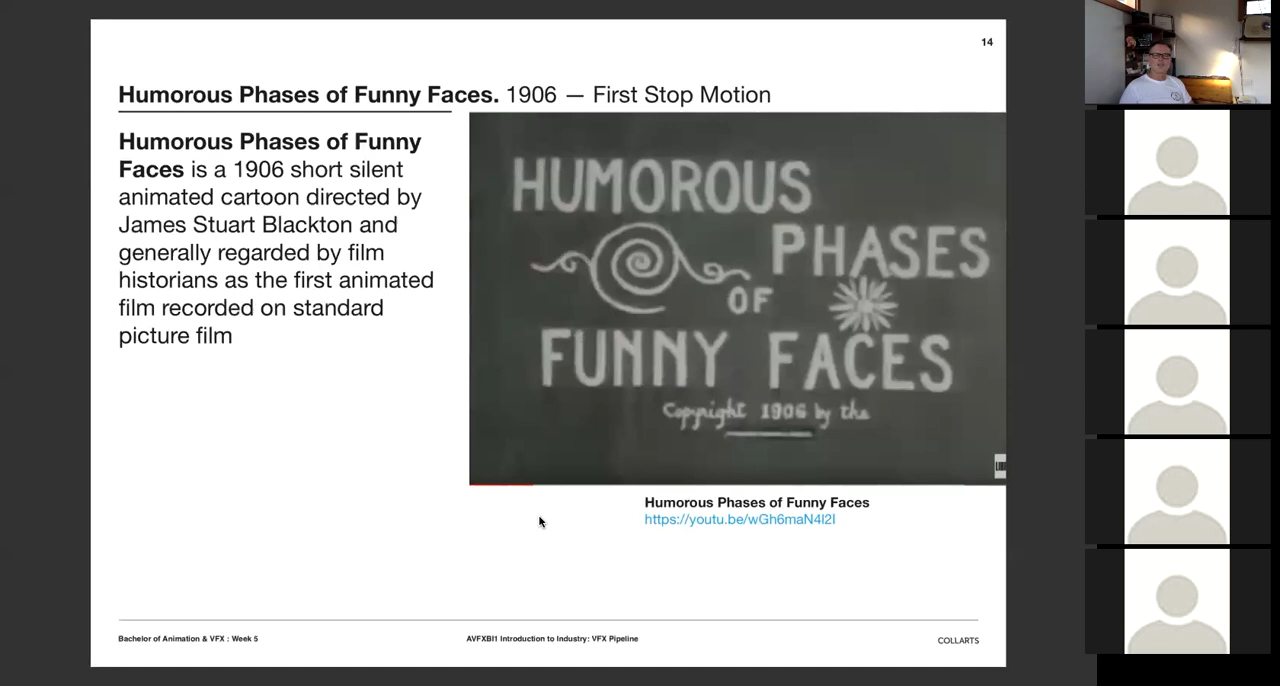 14
Humorous Phases of Funny Faces. 1906 — First Stop Motion
Humorous Phases of Funny
Faces is a 1906 short silent
animated cartoon directed by
James Stuart Blackton and
generally regarded by film
historians as the first animated
film recorded on standard
picture film
HUMOROUS
PHASES
OF
FUNNY FACES
Copyright 1906 by the
Humorous Phases of Funny Faces
https://youtu.be/wGh6maN4l2I
Bachelor of Animation & VFX : Week 5
AVFXBI1 Introduction to Industry: VFX Pipeline
COLLARTS